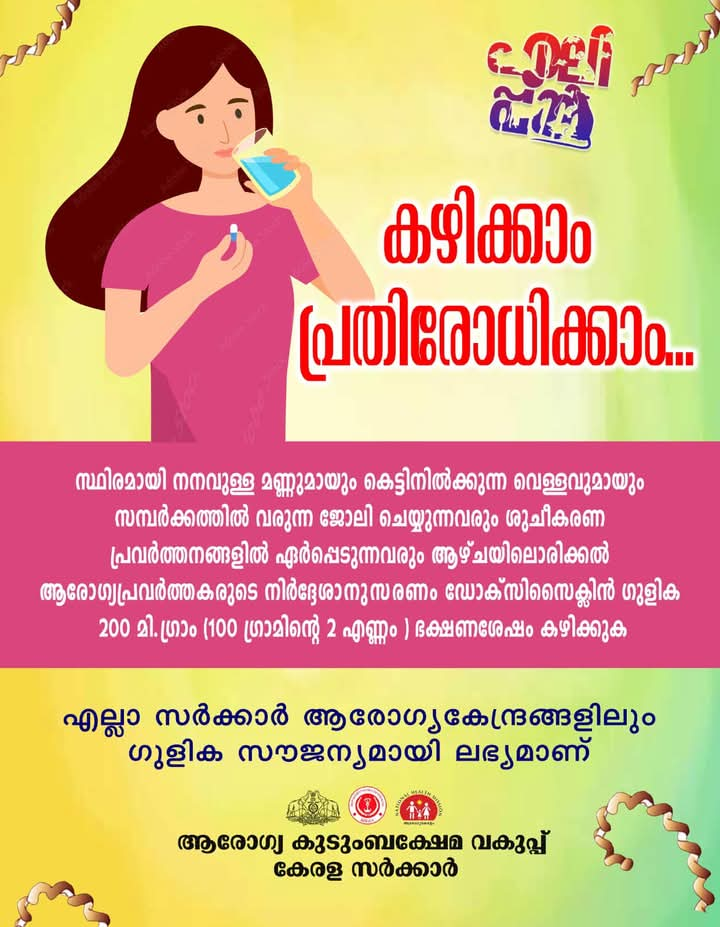 എലി
പ്പനി
കഴിക്കാം
പ്രതിരോധിക്കാം...
സ്ഥിരമായി നനവുള്ള മണ്ണുമായും കെട്ടിനിൽക്കുന്ന വെള്ളവുമായും
സമ്പർക്കത്തിൽ വരുന്ന ജോലി ചെയ്യുന്നവരും ശുചീകരണ
പ്രവർത്തനങ്ങളിൽ ഏർപ്പെടുന്നവരും ആഴ്ചയിലൊരിക്കൽ
ആരോഗ്യപ്രവർത്തകരുടെ നിർദ്ദേശാനുസരണം ഡോക്സിസൈക്ലിൻ ഗുളിക
200 മി.ഗ്രാം (100 ഗ്രാമിന്റെ 2 എണ്ണം ) ഭക്ഷണശേഷം കഴിക്കുക
എല്ലാ സർക്കാർ ആരോഗ്യകേന്ദ്രങ്ങളിലും
ഗുളിക സൗജന്യമായി ലഭ്യമാണ്
NATIONAL HEALTH MISSION
ആരോഗ്യ കുടുംബക്ഷേമ വകുപ്പ്
കേരള സർക്കാർ